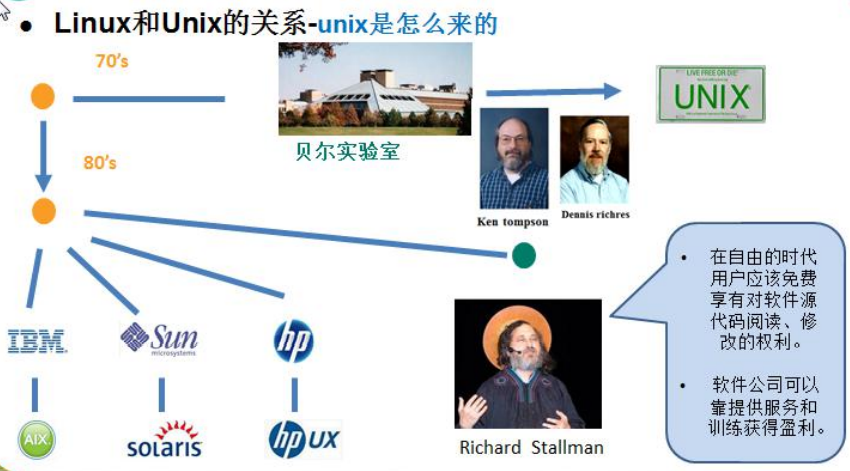 Linux和Unix的关系-unix是怎么来的
70's
LIVE FREE OR DIE
UNIX
贝尔实验室
80's
Ken tompson
Dennis richres
在自由的时代
用户应该免费
享有对软件源
代码阅读、修
改的权利。
软件公司可以
靠提供服务和
训练获得盈利。
IBM
Sun
microsystems
hp
AIX
solaris
hp UX
Richard Stallman